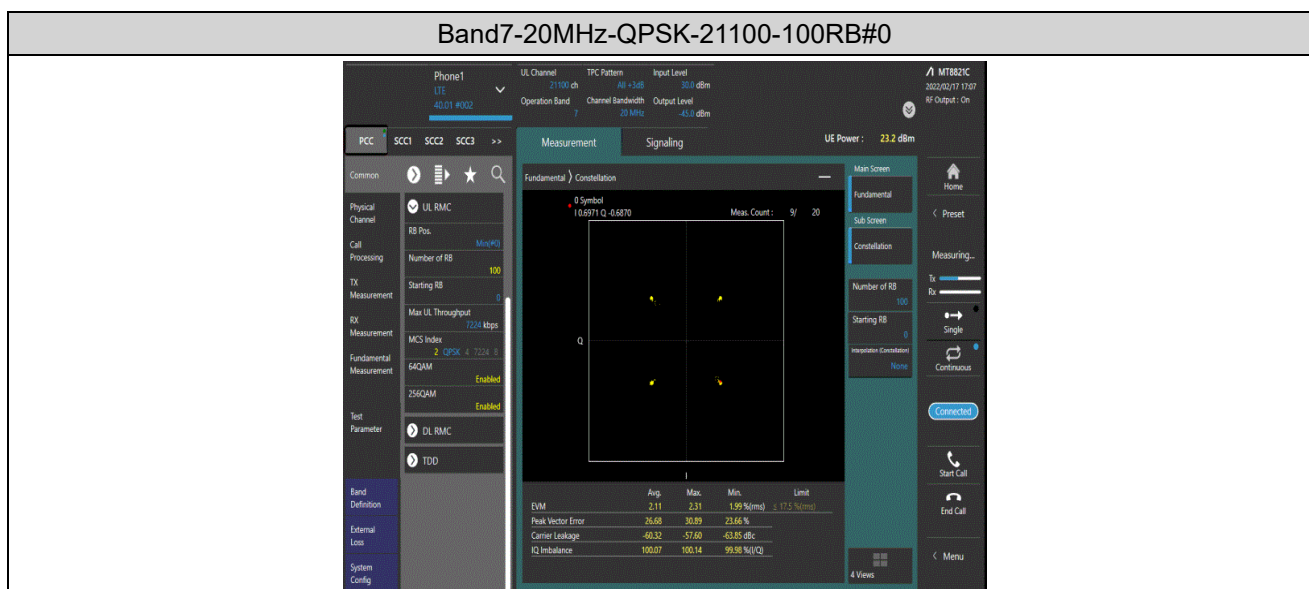 Band7-20MHz-QPSK-21100-100RB#0
Phone1
LTE
40.01 #002
UL Channel
21100 ch
TPC Pattern
All +3dB
Input Level
30.0 dBm
Operation Band
7
Channel Bandwidth
20 MHz
Output Level
-45.0 dBm
MT8821C
2022/02/17 17:07
RF Output : On
PCC SCC1 SCC2 SCC3 >>
Measurement Signaling
UE Power : 23.2 dBm
Common
Physical
Channel
Call
Processing
TX
Measurement
RX
Measurement
Fundamental
Measurement
Test
Parameter
Band
Definition
External
Loss
System
Config
UL RMC
RB Pos.
Min(#0)
Number of RB
100
Starting RB
0
Max UL Throughput
7224 kbps
MCS Index
2 QPSK 4 7224 8
64QAM
Enabled
256QAM
Enabled
DL RMC
TDD
Fundamental > Constellation
0 Symbol
I 0.6971 Q -0.6870
Meas. Count : 9/ 20
Q
I
Avg. Max. Min. Limit
EVM 2.11 2.31 1.99 %(rms) ≤ 17.5 %(rms)
Peak Vector Error 26.68 30.89 23.66 %
Carrier Leakage -60.32 -57.60 -63.85 dBc
IQ Imbalance 100.07 100.14 99.98 %(I/Q)
Main Screen
Fundamental
Sub Screen
Constellation
Number of RB
100
Starting RB
0
Interpolation (Constellation)
None
4 Views
Home
< Preset
Measuring...
Tx
Rx
Single
Continuous
Connected
Start Call
End Call
< Menu